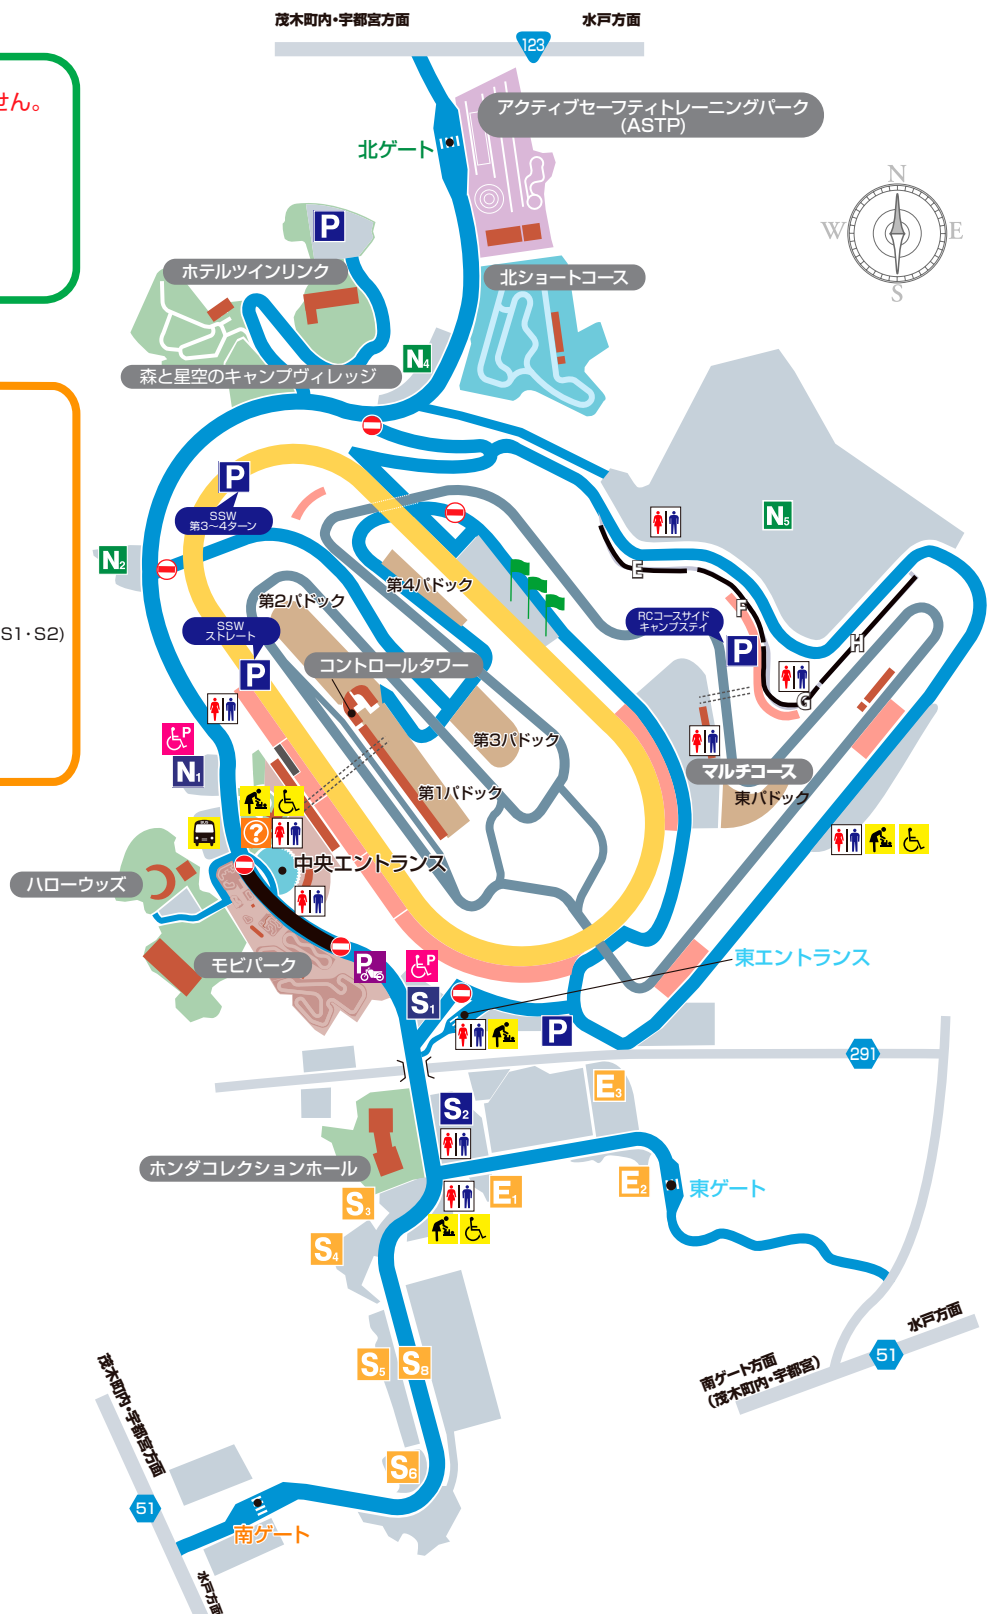 茂木町内・宇都宮方面
水戸方面
123
せん。
アクティブセーフティトレーニングパーク
(ASTP)
北ゲート
N
W
E
S
P
ホテルツインリンク
北ショートコース
N4
森と星空のキャンプヴィレッジ
P
SSW
第3〜4ターン
N5
N2
E
第4パドック
第2パドック
F
RCコースサイド
キャンプステイ
S1・S2)
SSW
ストレート
H
P
P
コントロールタワー
G
P
N1
第3パドック
マルチコース
第1パドック
東パドック
BUS
?
中央エントランス
ハローウッズ
モビパーク
P
P
東エントランス
S1
P
291
E3
S2
ホンダコレクションホール
E2
東ゲート
E1
S3
S4
水戸方面
51
南ゲート方面
(茂木町内・宇都宮)
S5
S8
茂木町内・宇都宮方面
S6
51
南ゲート
水戸方面